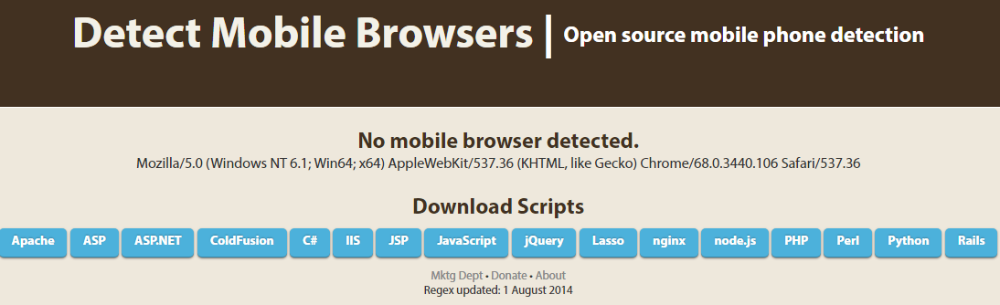 Detect Mobile Browsers | Open source mobile phone detection
No mobile browser detected.
Mozilla/5.0 (Windows NT 6.1; Win64; x64) AppleWebKit/537.36 (KHTML, like Gecko) Chrome/68.0.3440.106 Safari/537.36
Download Scripts
Apache ASP ASP.NET ColdFusion C# IIS JSP JavaScript jQuery Lasso nginx node.js PHP Perl Python Rails
Mktg Dept • Donate • About
Regex updated: 1 August 2014